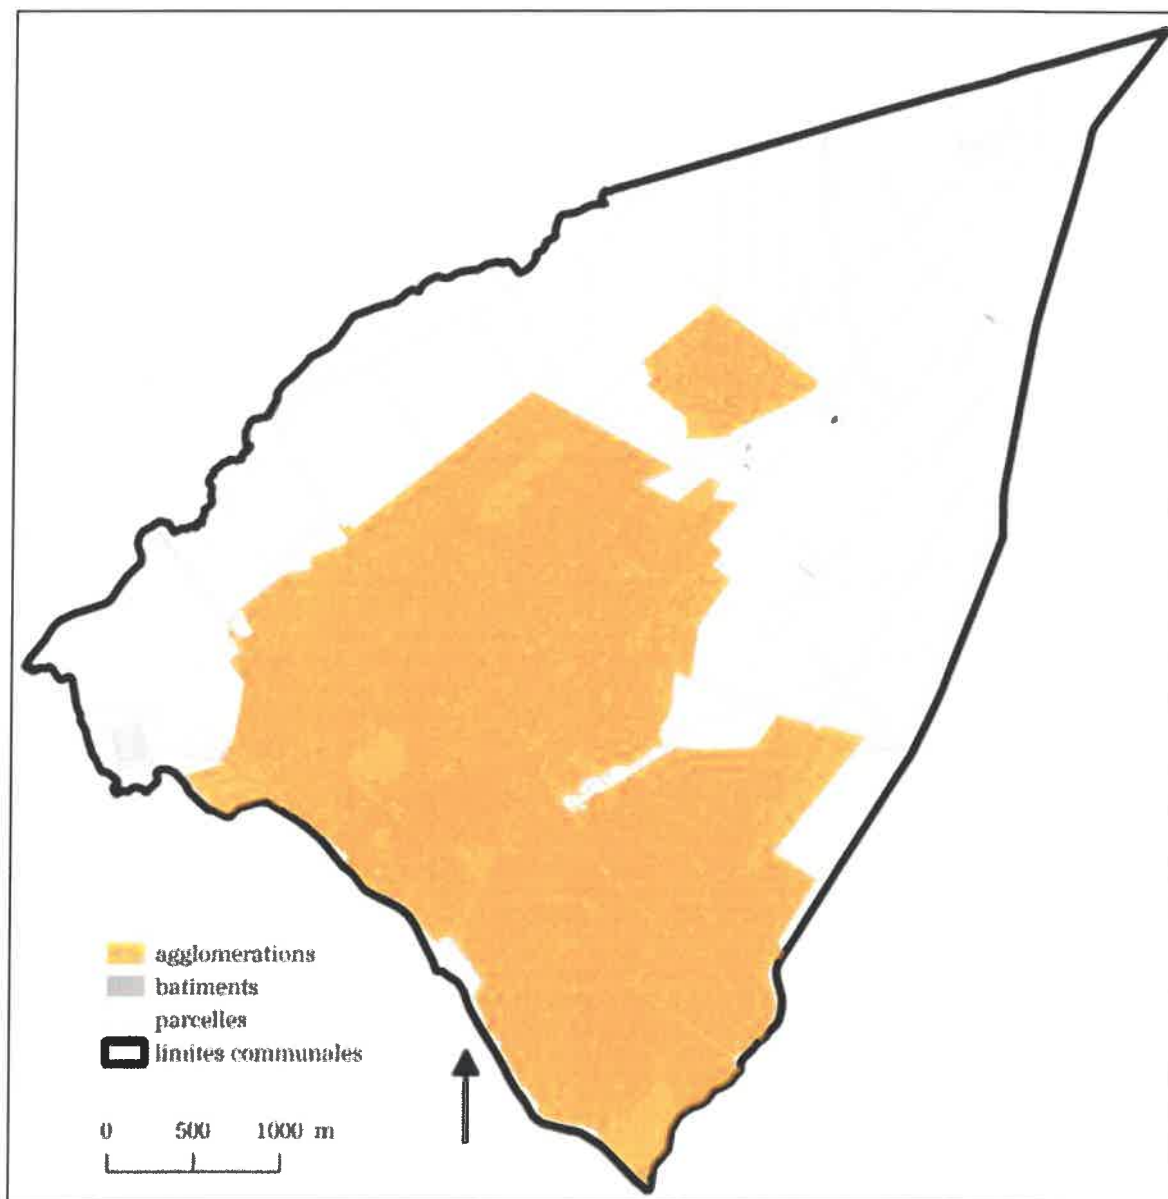 agglomerations
batiments
parcelles
limites communales
0 500 1000 m